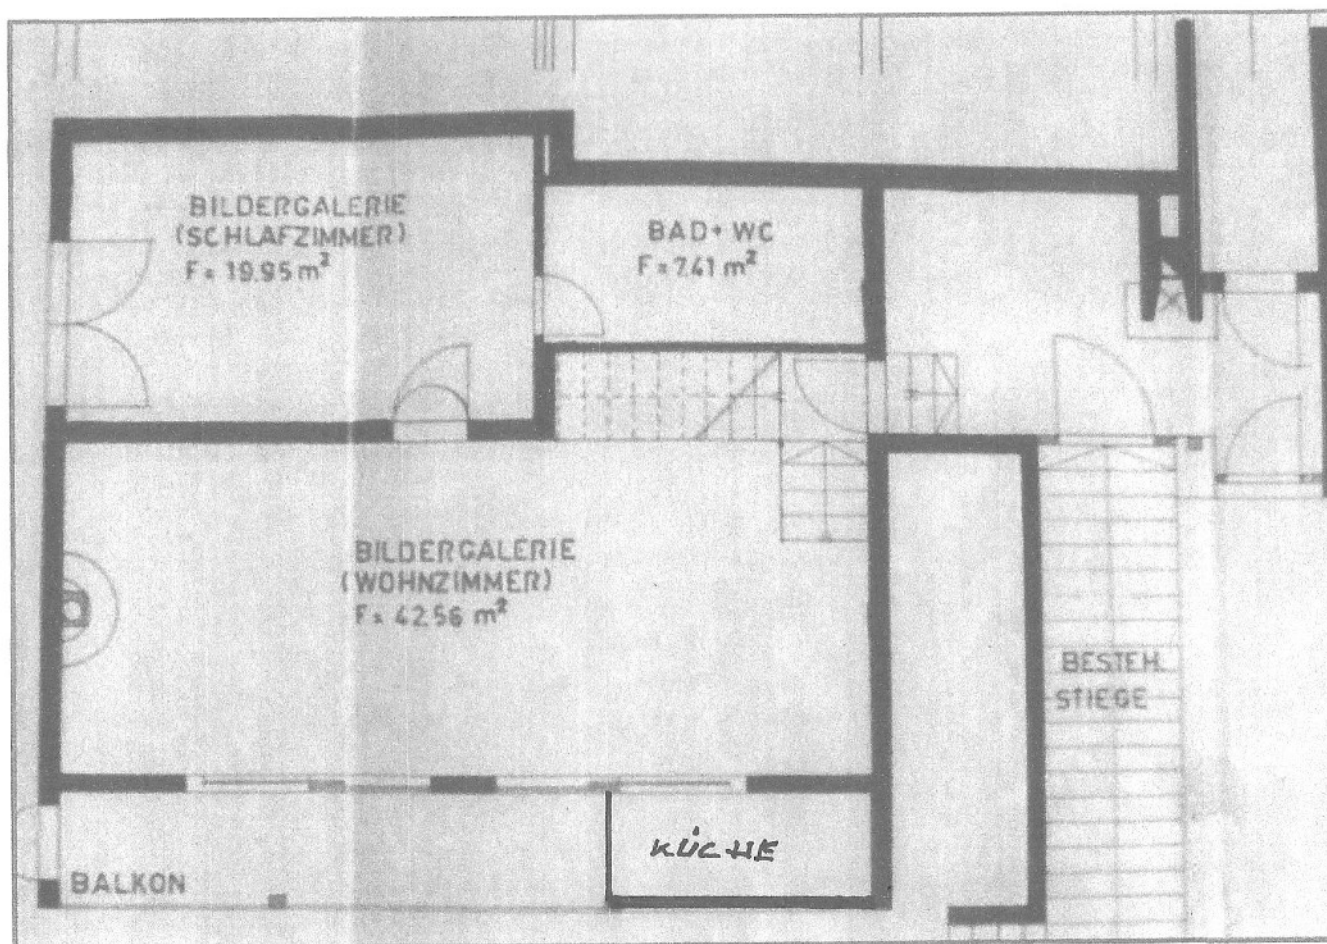 BILDERGALERIE
(SCHLAFZIMMER)
F = 19.95 m²
BAD + WC
F = 7.41 m²
BILDERGALERIE
(WOHNZIMMER)
F = 42.56 m²
BESTEH.
STIEGE
KÜCHE
BALKON